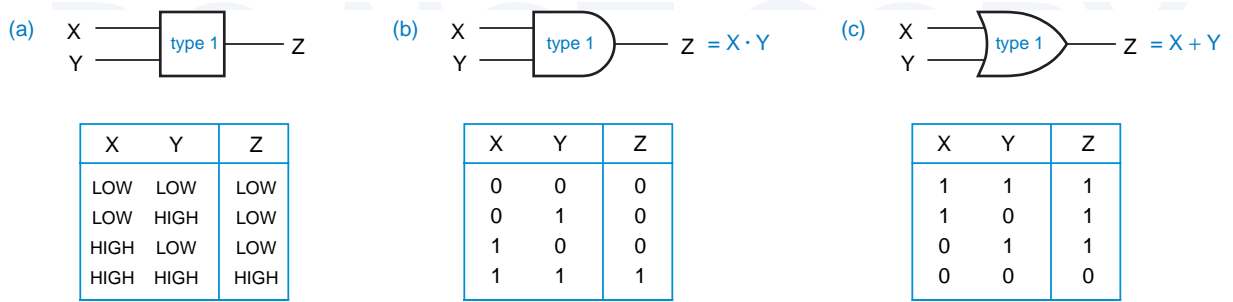 (a) X Y type 1 Z
(b) X Y type 1 Z = X · Y
(c) X Y type 1 Z = X + Y
X Y Z
LOW LOW LOW
LOW HIGH LOW
HIGH LOW LOW
HIGH HIGH HIGH
X Y Z
0 0 0
0 1 0
1 0 0
1 1 1
X Y Z
1 1 1
1 0 1
0 1 1
0 0 0